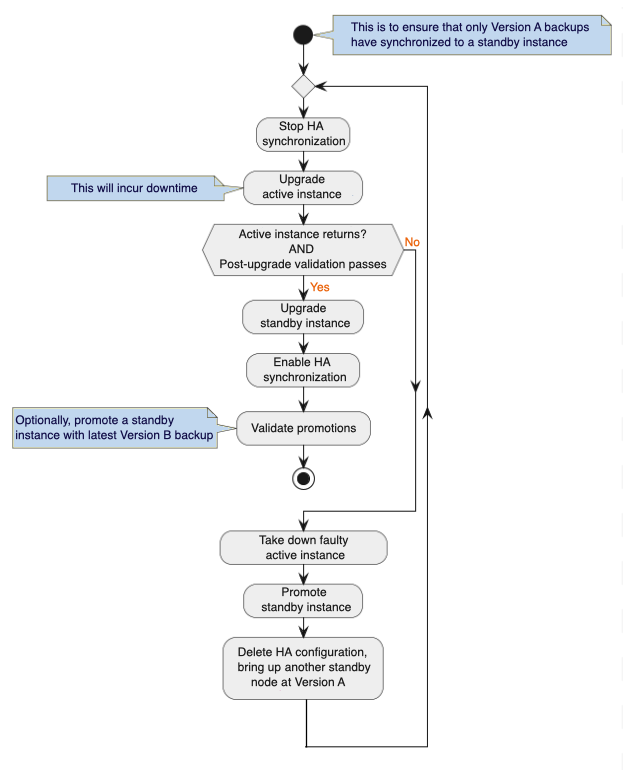 This is to ensure that only Version A backups
have synchronized to a standby instance
Stop HA
synchronization
Upgrade
active instance
This will incur downtime
Active instance returns?
AND
Post-upgrade validation passes
No
Yes
Upgrade
standby instance
Enable HA
synchronization
Optionally, promote a standby
instance with latest Version B backup
Validate promotions
Take down faulty
active instance
Promote
standby instance
Delete HA configuration,
bring up another standby
node at Version A